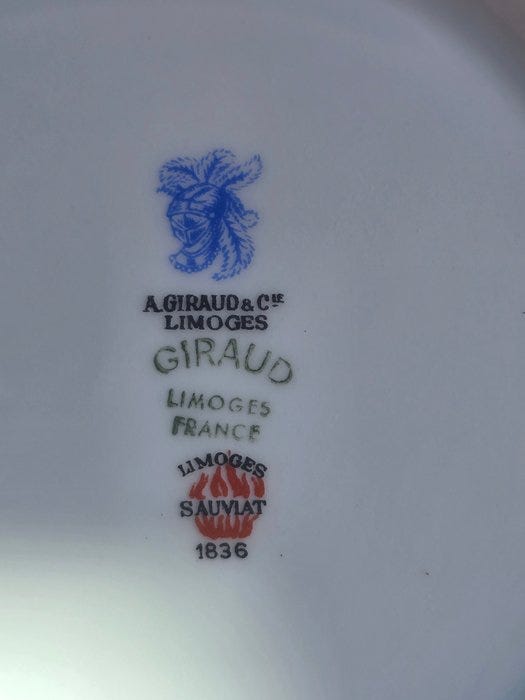 A.GIRAUD & Cie
LIMOGES
GIRAUD
LIMOGES
FRANCE
LIMOGES
SAUVIAT
1836